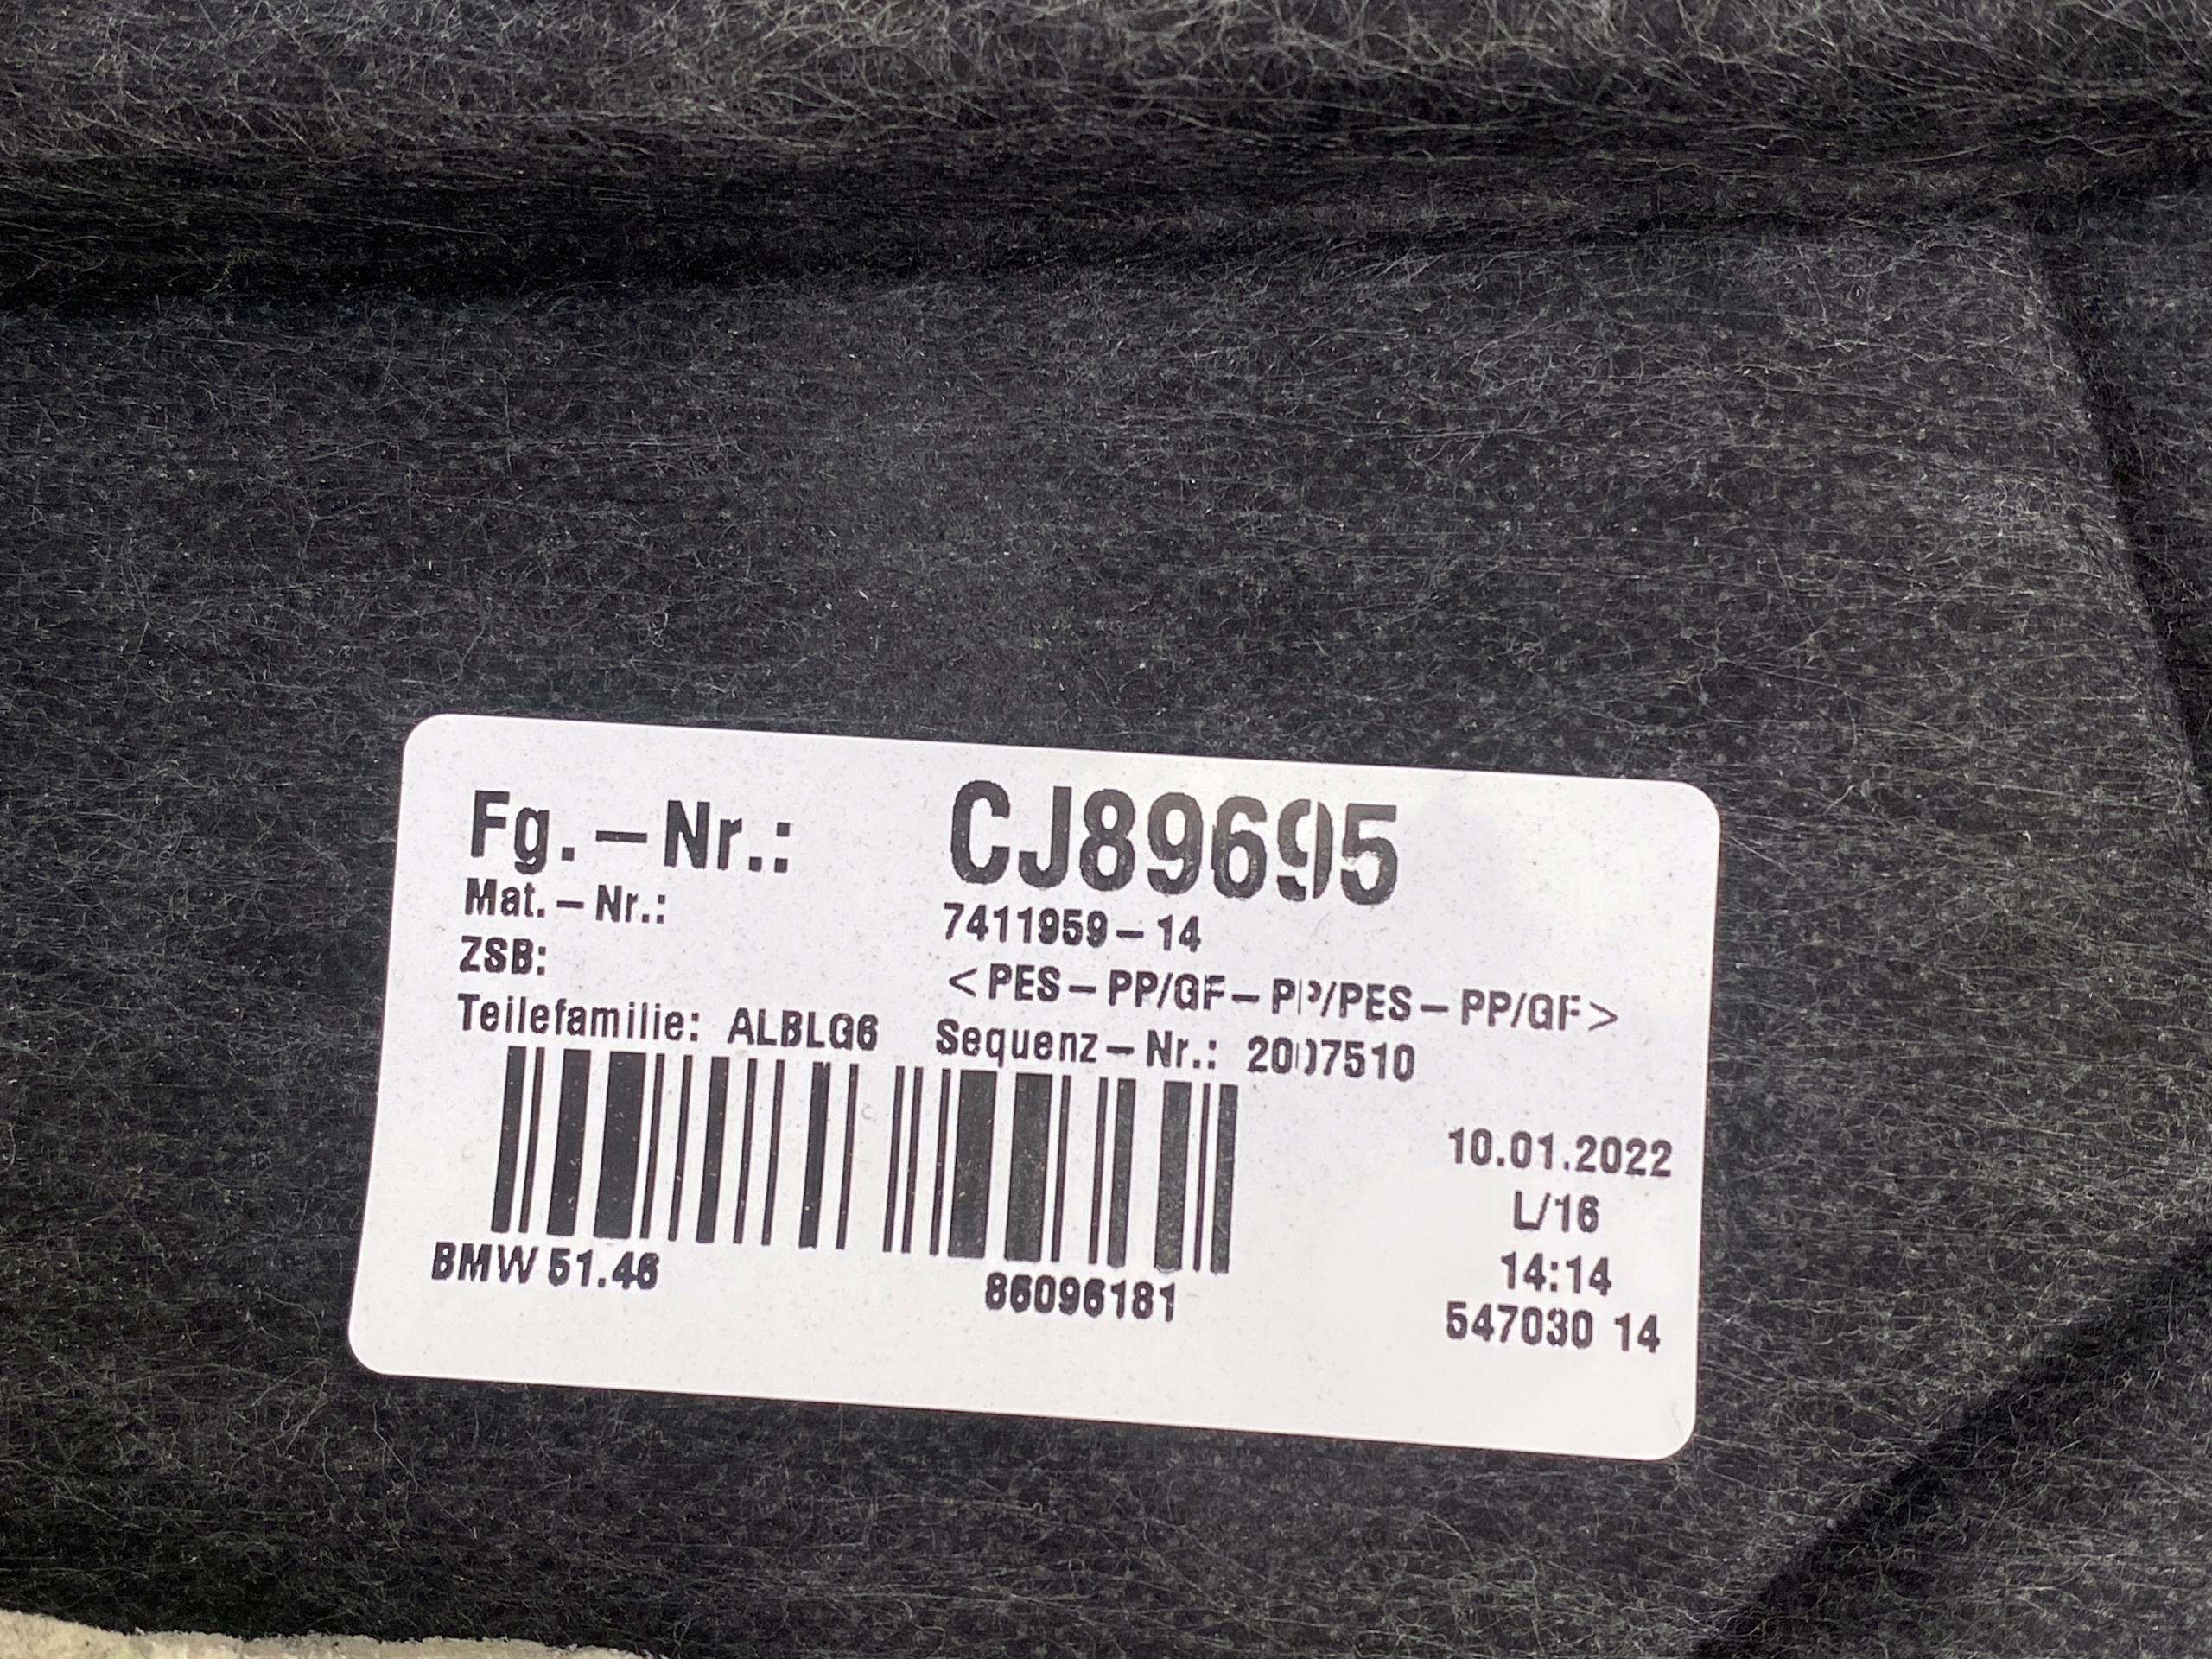 Fg.-Nr.: CJ89695
Mat.-Nr.: 7411959-14
ZSB: <PES-PP/GF-PP/PES-PP/GF>
Teilefamilie: ALBLG6 Sequenz-Nr.: 2007510
10.01.2022
L/16
14:14
BMW 51.46 86096181 547030 14